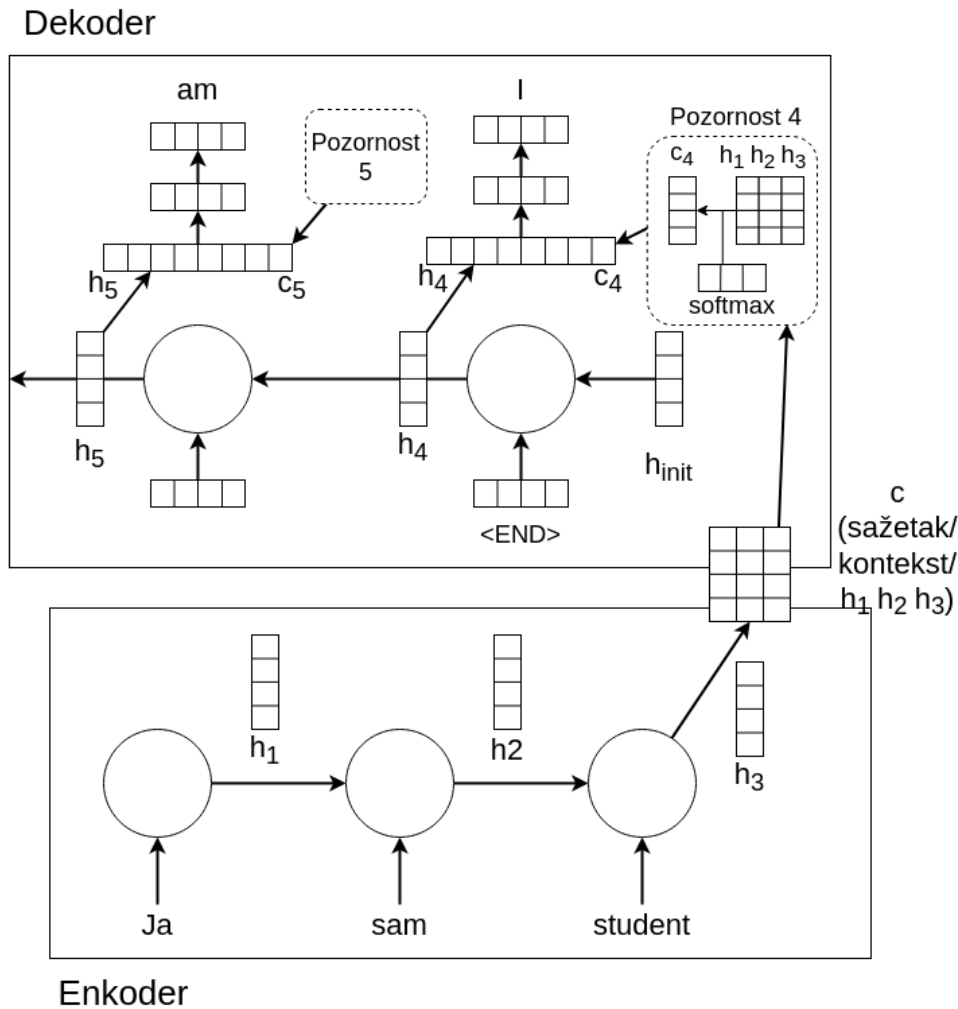 Dekoder
am
I
Pozornost
5
Pozornost 4
c4
h1 h2 h3
softmax
h5
c5
h4
c4
h5
h4
hinit
<END>
c
(sažetak/
kontekst/
h1 h2 h3)
h1
h2
h3
Ja
sam
student
Enkoder